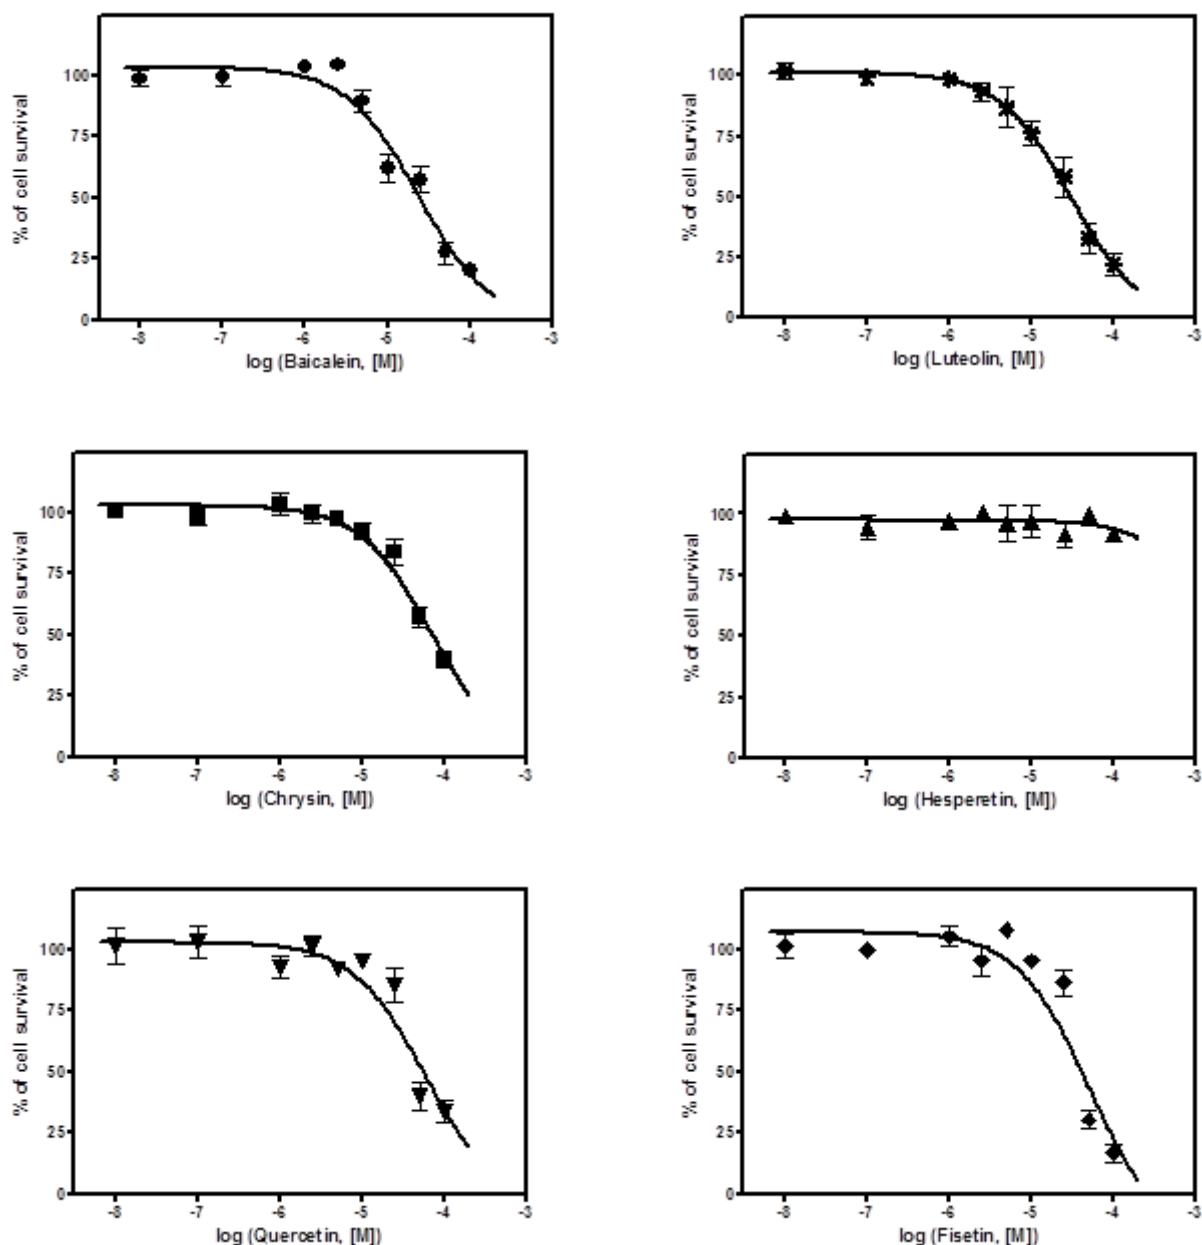 100
75
50
25
0
% of cell survival
-8 -7 -6 -5 -4 -3
log (Baicalein, [M])
100
75
50
25
0
% of cell survival
-8 -7 -6 -5 -4 -3
log (Luteolin, [M])
100
75
50
25
0
% of cell survival
-8 -7 -6 -5 -4 -3
log (Chrysin, [M])
100
75
50
25
0
% of cell survival
-8 -7 -6 -5 -4 -3
log (Hesperetin, [M])
100
75
50
25
0
% of cell survival
-8 -7 -6 -5 -4 -3
log (Quercetin, [M])
100
75
50
25
0
% of cell survival
-8 -7 -6 -5 -4 -3
log (Fisetin, [M])